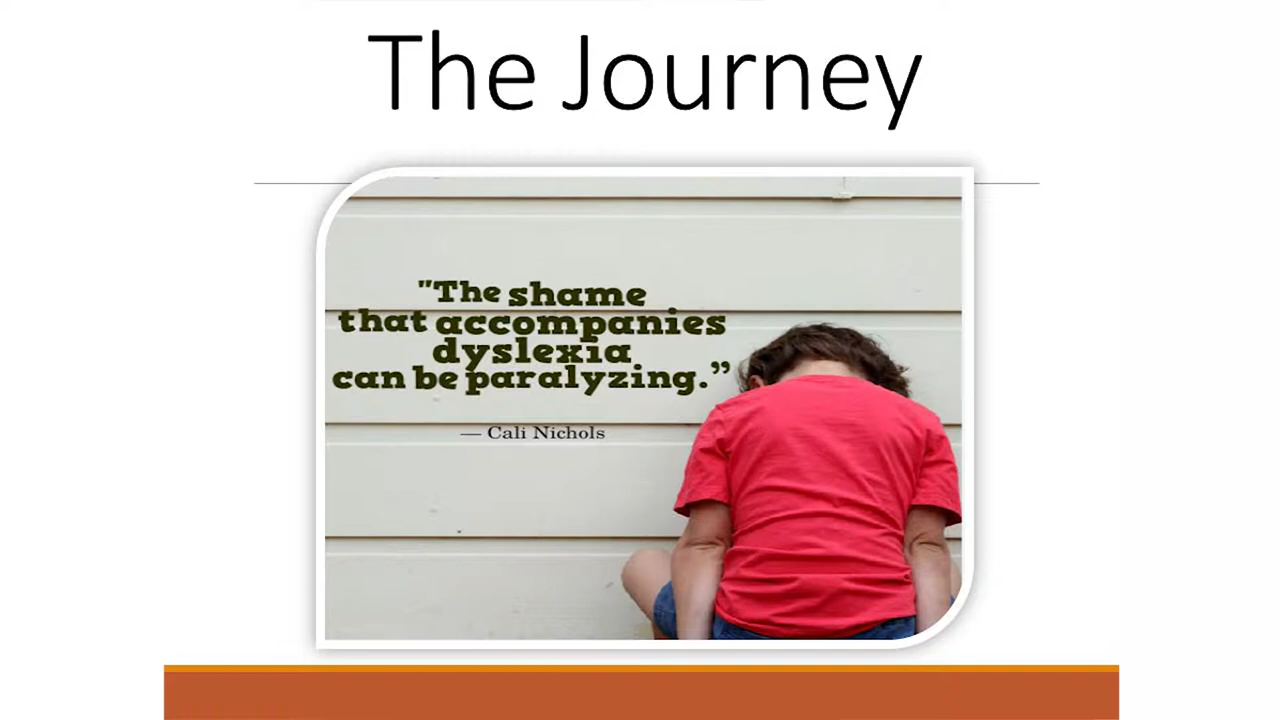 The Journey
"The shame
that accompanies
dyslexia
can be paralyzing.”
— Cali Nichols